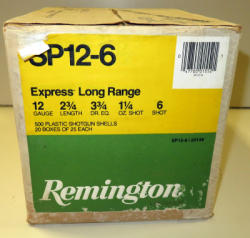 SP12-6
Express® Long Range
12 2¾ 3¾ 1¼ 6
GAUGE LENGTH DR. EQ. OZ. SHOT SHOT
500 PLASTIC SHOTGUN SHELLS
20 BOXES OF 25 EACH
Remington